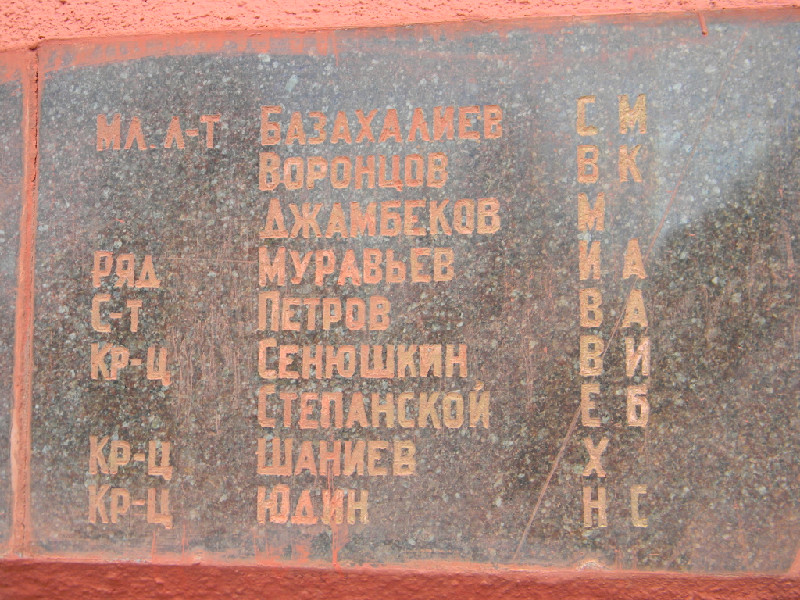 Мл. л-т Базахалиев С М
Воронцов В К
Джамбеков М
Ряд Муравьев И А
С-т Петров В А
Кр-ц Сенюшкин В И
Степанской Е Б
Кр-ц Шаниев Х
Кр-ц Юдин Н С